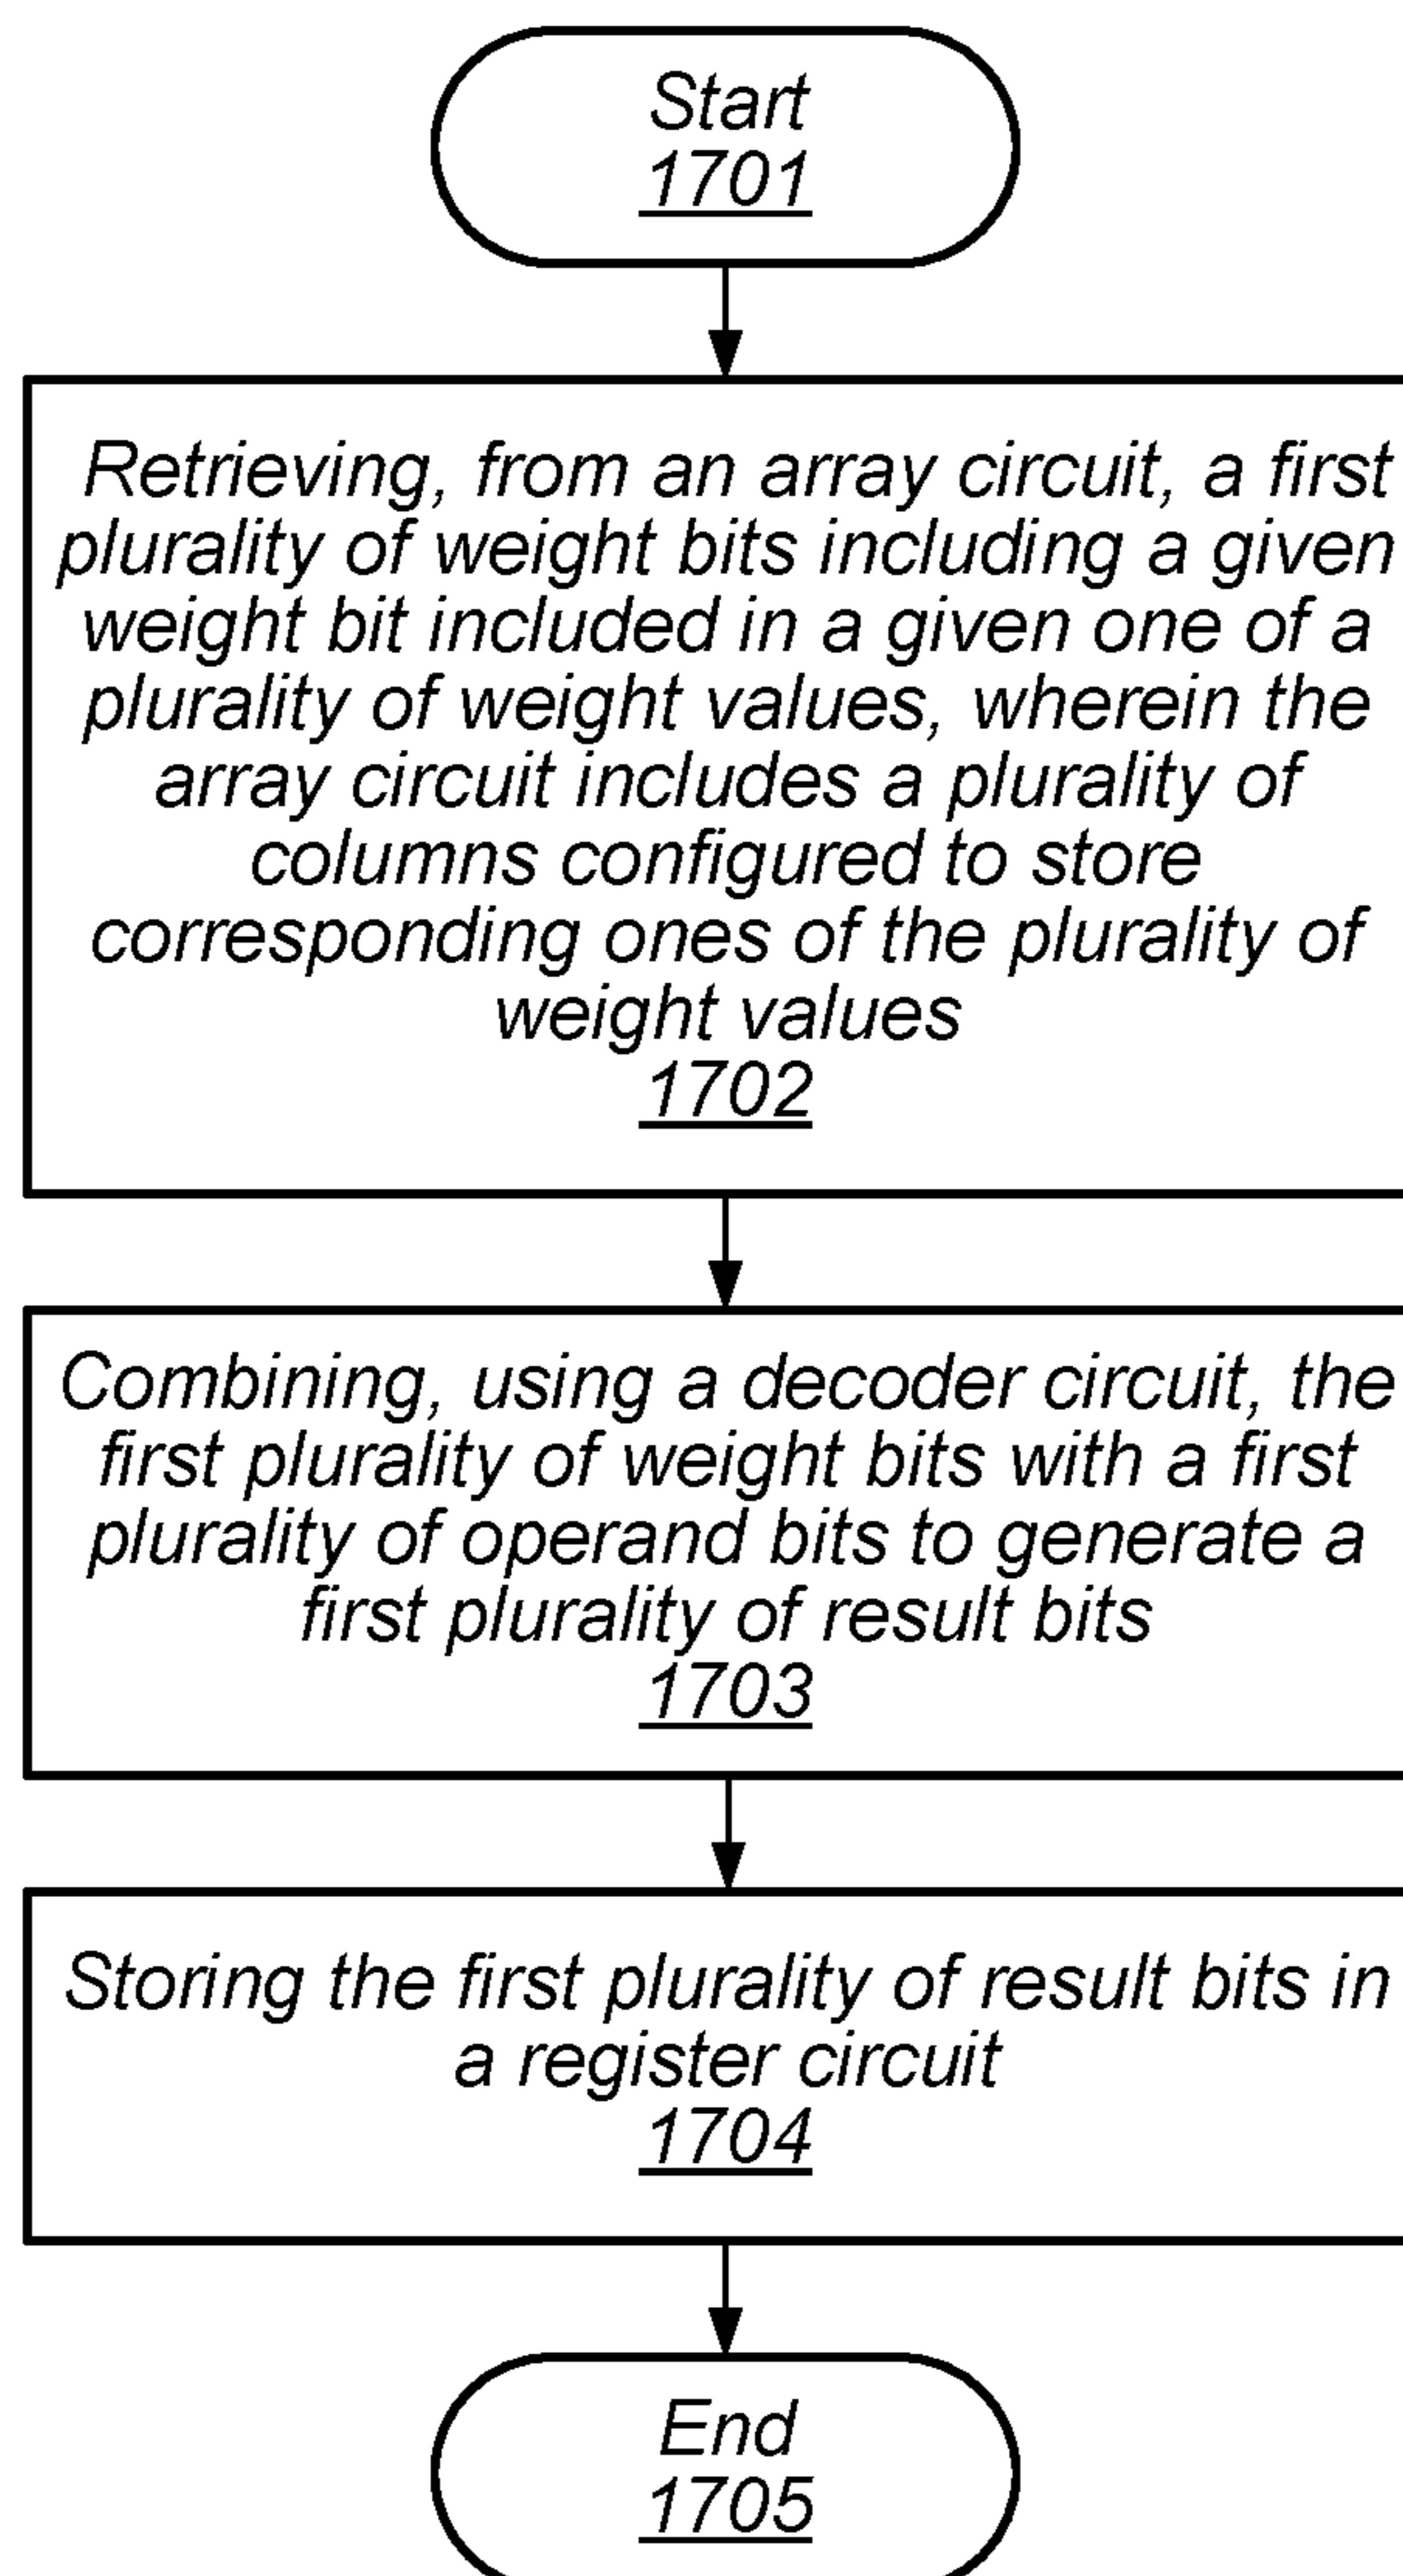 Start
1701
Retrieving, from an array circuit, a first
plurality of weight bits including a given
weight bit included in a given one of a
plurality of weight values, wherein the
array circuit includes a plurality of
columns configured to store
corresponding ones of the plurality of
weight values
1702
Combining, using a decoder circuit, the
first plurality of weight bits with a first
plurality of operand bits to generate a
first plurality of result bits
1703
Storing the first plurality of result bits in
a register circuit
1704
End
1705